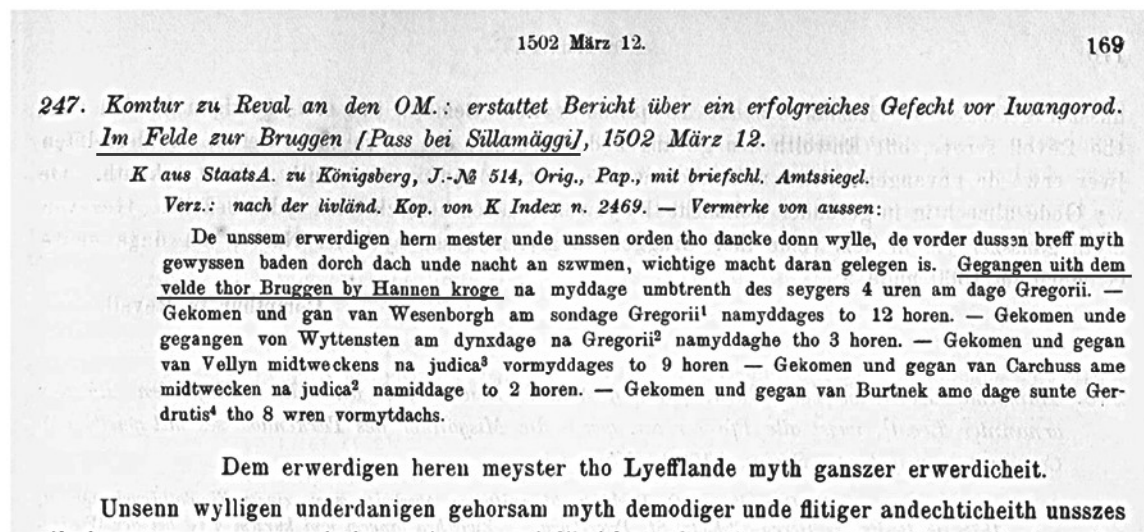 1502 März 12.
169
247. Komtur zu Reval an den OM.: erstattet Bericht über ein erfolgreiches Gefecht vor Iwangorod.
Im Felde zur Bruggen [Pass bei Sillamäggi], 1502 März 12.
K aus StaatsA. zu Königsberg, J.-№ 514, Orig., Pap., mit briefschl. Amtssiegel.
Verz.: nach der livländ. Kop. von K Index n. 2469. — Vermerke von aussen:
De unssem erwerdigen hern mester unde unssen orden tho dancke donn wylle, de vorder dussen breff myth
gewyssen baden dorch dach unde nacht an szwmen, wichtige macht daran gelegen is. Gegangen uith dem
velde thor Bruggen by Hannen kroge na myddage umbtrenth des seygers 4 uren am dage Gregorii. —
Gekomen und gan van Wesenborgh am sondage Gregorii¹ namyddages to 12 horen. — Gekomen unde
gegangen von Wyttensten am dynxdage na Gregorii² namyddaghe tho 3 horen. — Gekomen und gegan
van Vellyn midtweckens na judica³ vormyddages to 9 horen — Gekomen und gegan van Carchuss ame
midtwecken na judica², namiddage to 2 horen. — Gekomen und gegan van Burtnek ame dage sunte Ger-
drutis⁴ tho 8 wren vormytdachs.
Dem erwerdigen heren meyster tho Lyefflande myth ganszer erwerdicheit.
Unsenn wylligen underdanigen gehorsam myth demodiger unde flitiger andechticheith unsszes